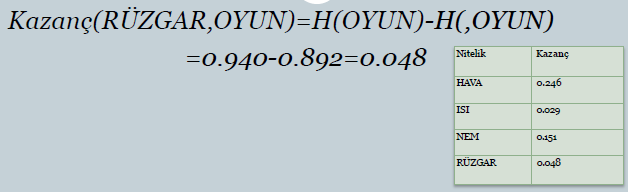 Kazanç(RÜZGAR,OYUN)=H(OYUN)-H(,OYUN)
=0.940-0.892=0.048
Nitelik Kazanç
HAVA 0.246
ISI 0.029
NEM 0.151
RÜZGAR 0.048